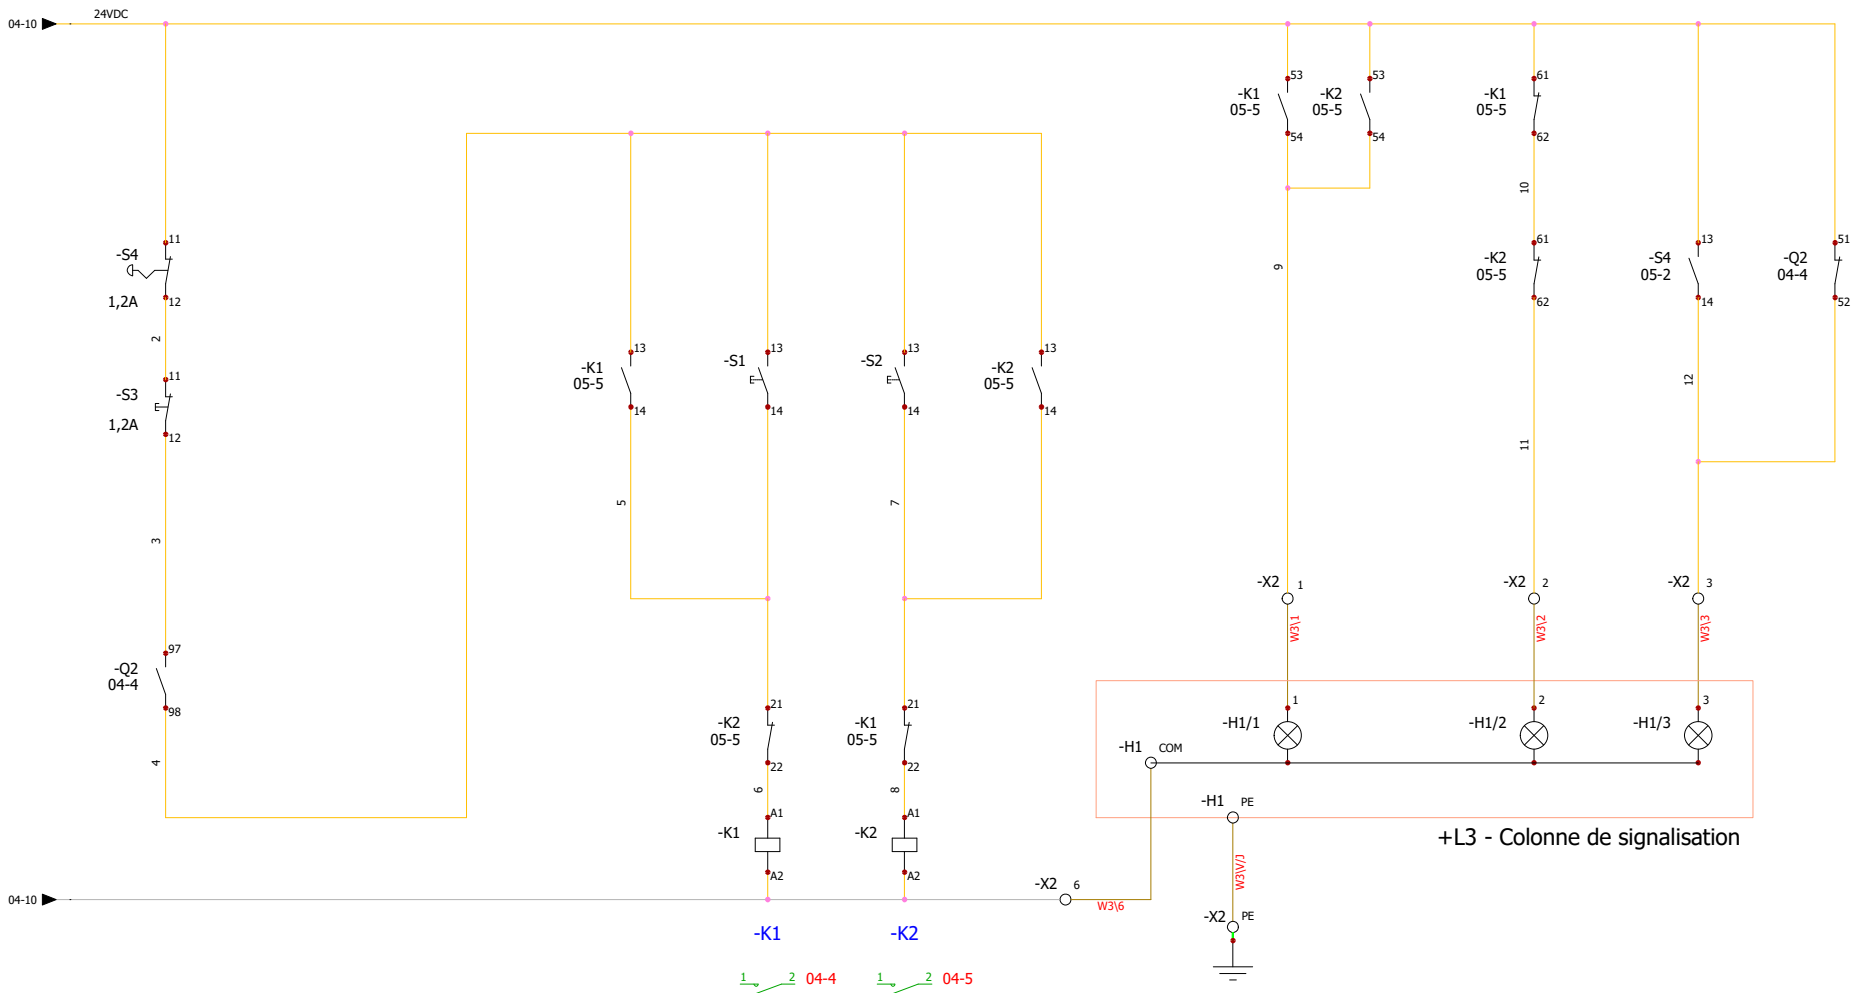 24VDC
04-10
53
53
61
-K1
05-5
-K2
05-5
-K1
05-5
54
54
62
10
11
-S4
1,2A
12
2
11
-S3
1,2A
12
3
97
-Q2
04-4
98
4
13
-K1
05-5
14
5
13
-S1
14
13
-S2
14
7
13
-K2
05-5
14
9
61
-K2
05-5
62
11
13
-S4
05-2
14
12
51
-Q2
04-4
52
21
-K2
05-5
22
6
A1
-K1
A2
21
-K1
05-5
22
8
A1
-K2
A2
-X2 1
W3\1
-X2 2
W3\2
-X2 3
W3\3
1
-H1/1
2
-H1/2
3
-H1/3
-H1 COM
-H1 PE
+L3 - Colonne de signalisation
W3\V/J
-X2 PE
04-10
-X2 6
W3\6
-K1
-K2
1 2 04-4
1 2 04-5